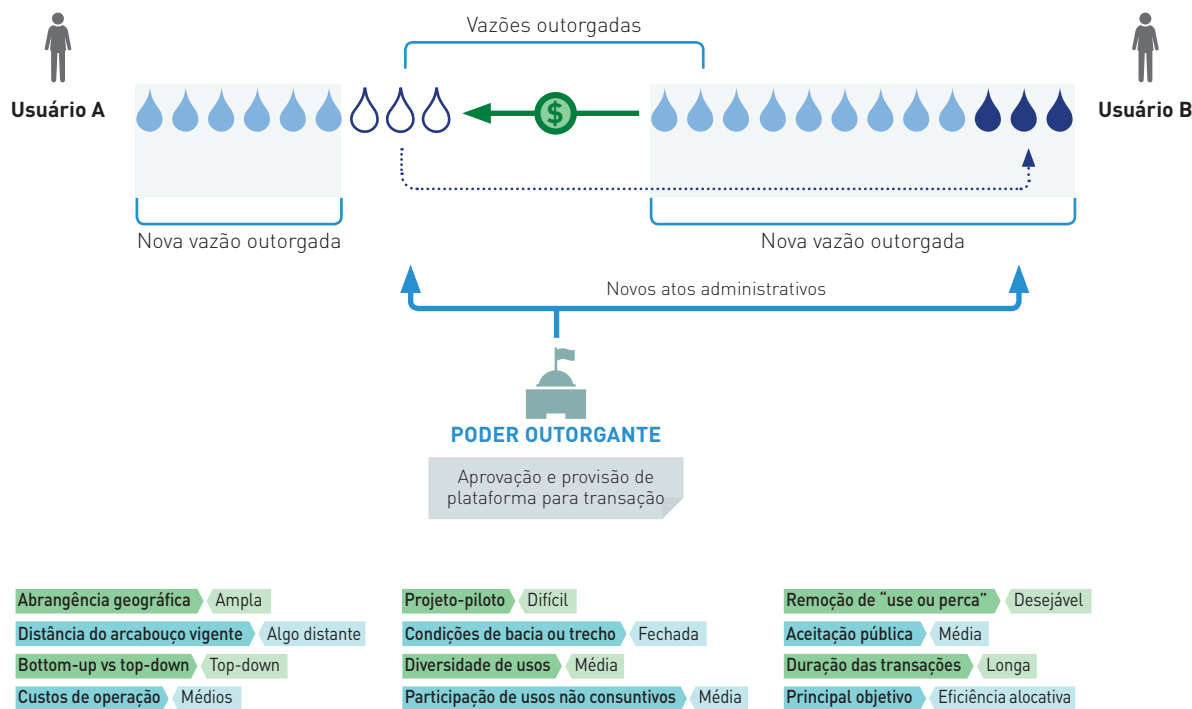 Vazões outorgadas
Usuário A
$
Usuário B
Nova vazão outorgada
Nova vazão outorgada
Novos atos administrativos
PODER OUTORGANTE
Aprovação e provisão de
plataforma para transação
Abrangência geográfica Ampla
Distância do arcabouço vigente Algo distante
Bottom-up vs top-down Top-down
Custos de operação Médios
Projeto-piloto Difícil
Condições de bacia ou trecho Fechada
Diversidade de usos Média
Participação de usos não consuntivos Média
Remoção de “use ou perca” Desejável
Aceitação pública Média
Duração das transações Longa
Principal objetivo Eficiência alocativa